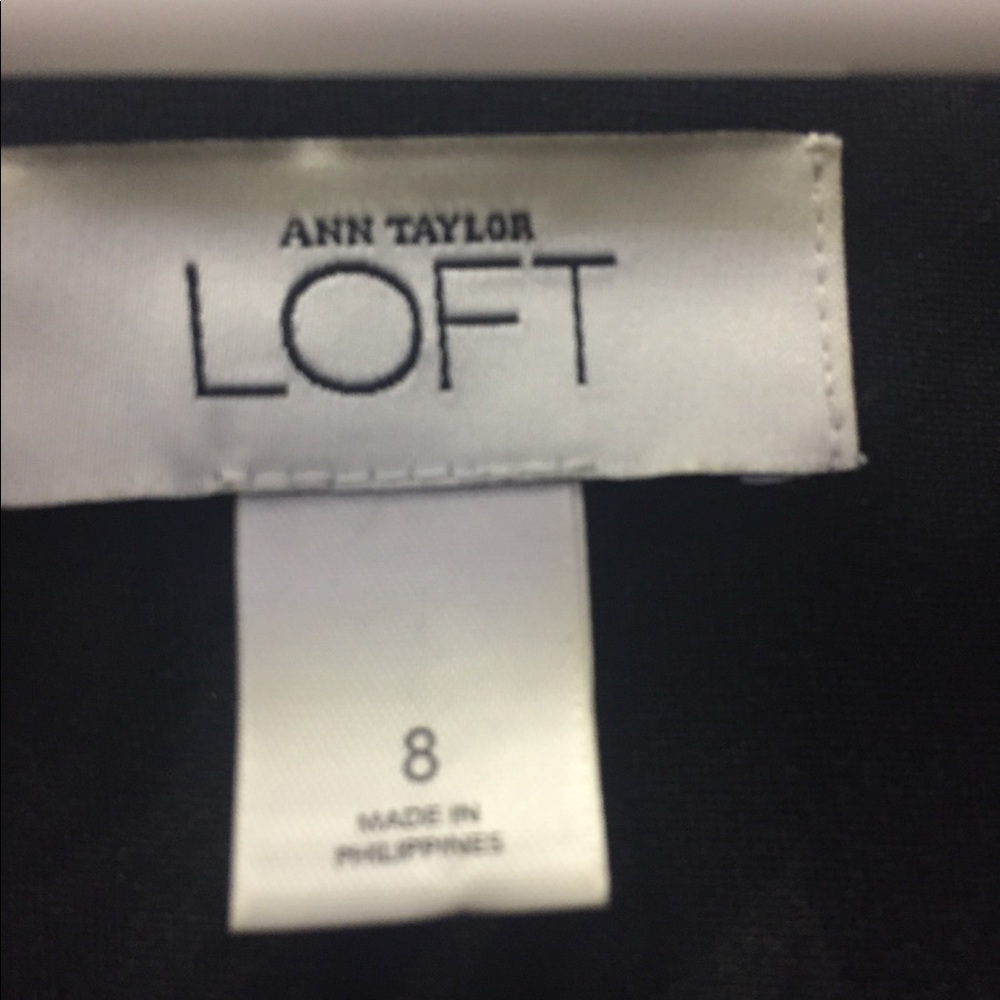 ANN TAYLOR
LOFT
8
MADE IN
PHILIPPINES